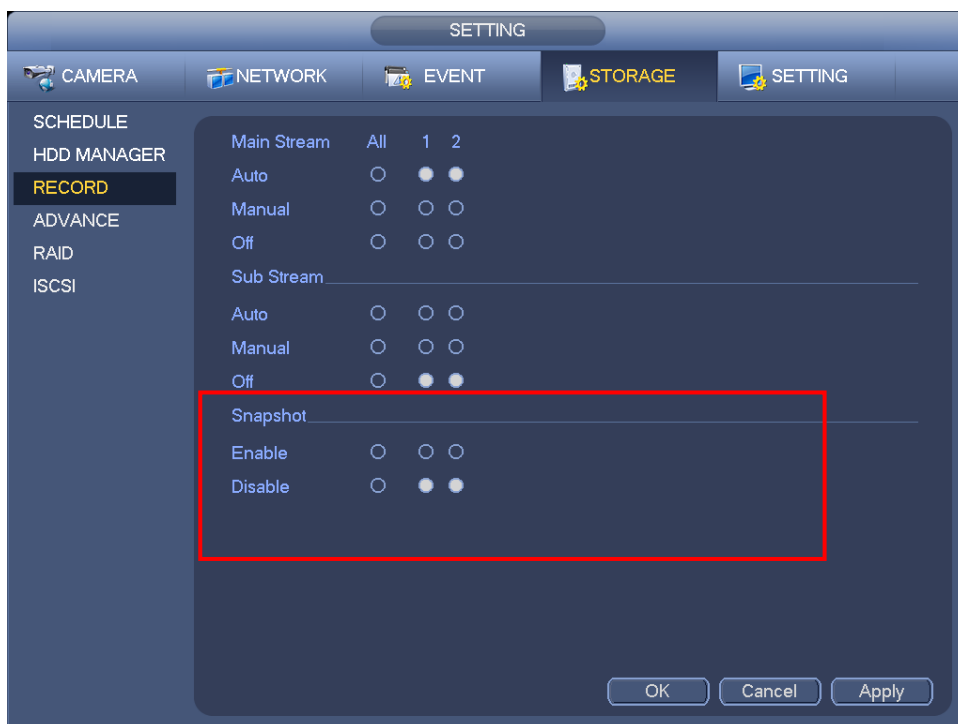 SETTING
CAMERA NETWORK EVENT STORAGE SETTING
SCHEDULE
HDD MANAGER
RECORD
ADVANCE
RAID
ISCSI
Main Stream All 1 2
Auto
Manual
Off
Sub Stream
Auto
Manual
Off
Snapshot
Enable
Disable
OK Cancel Apply